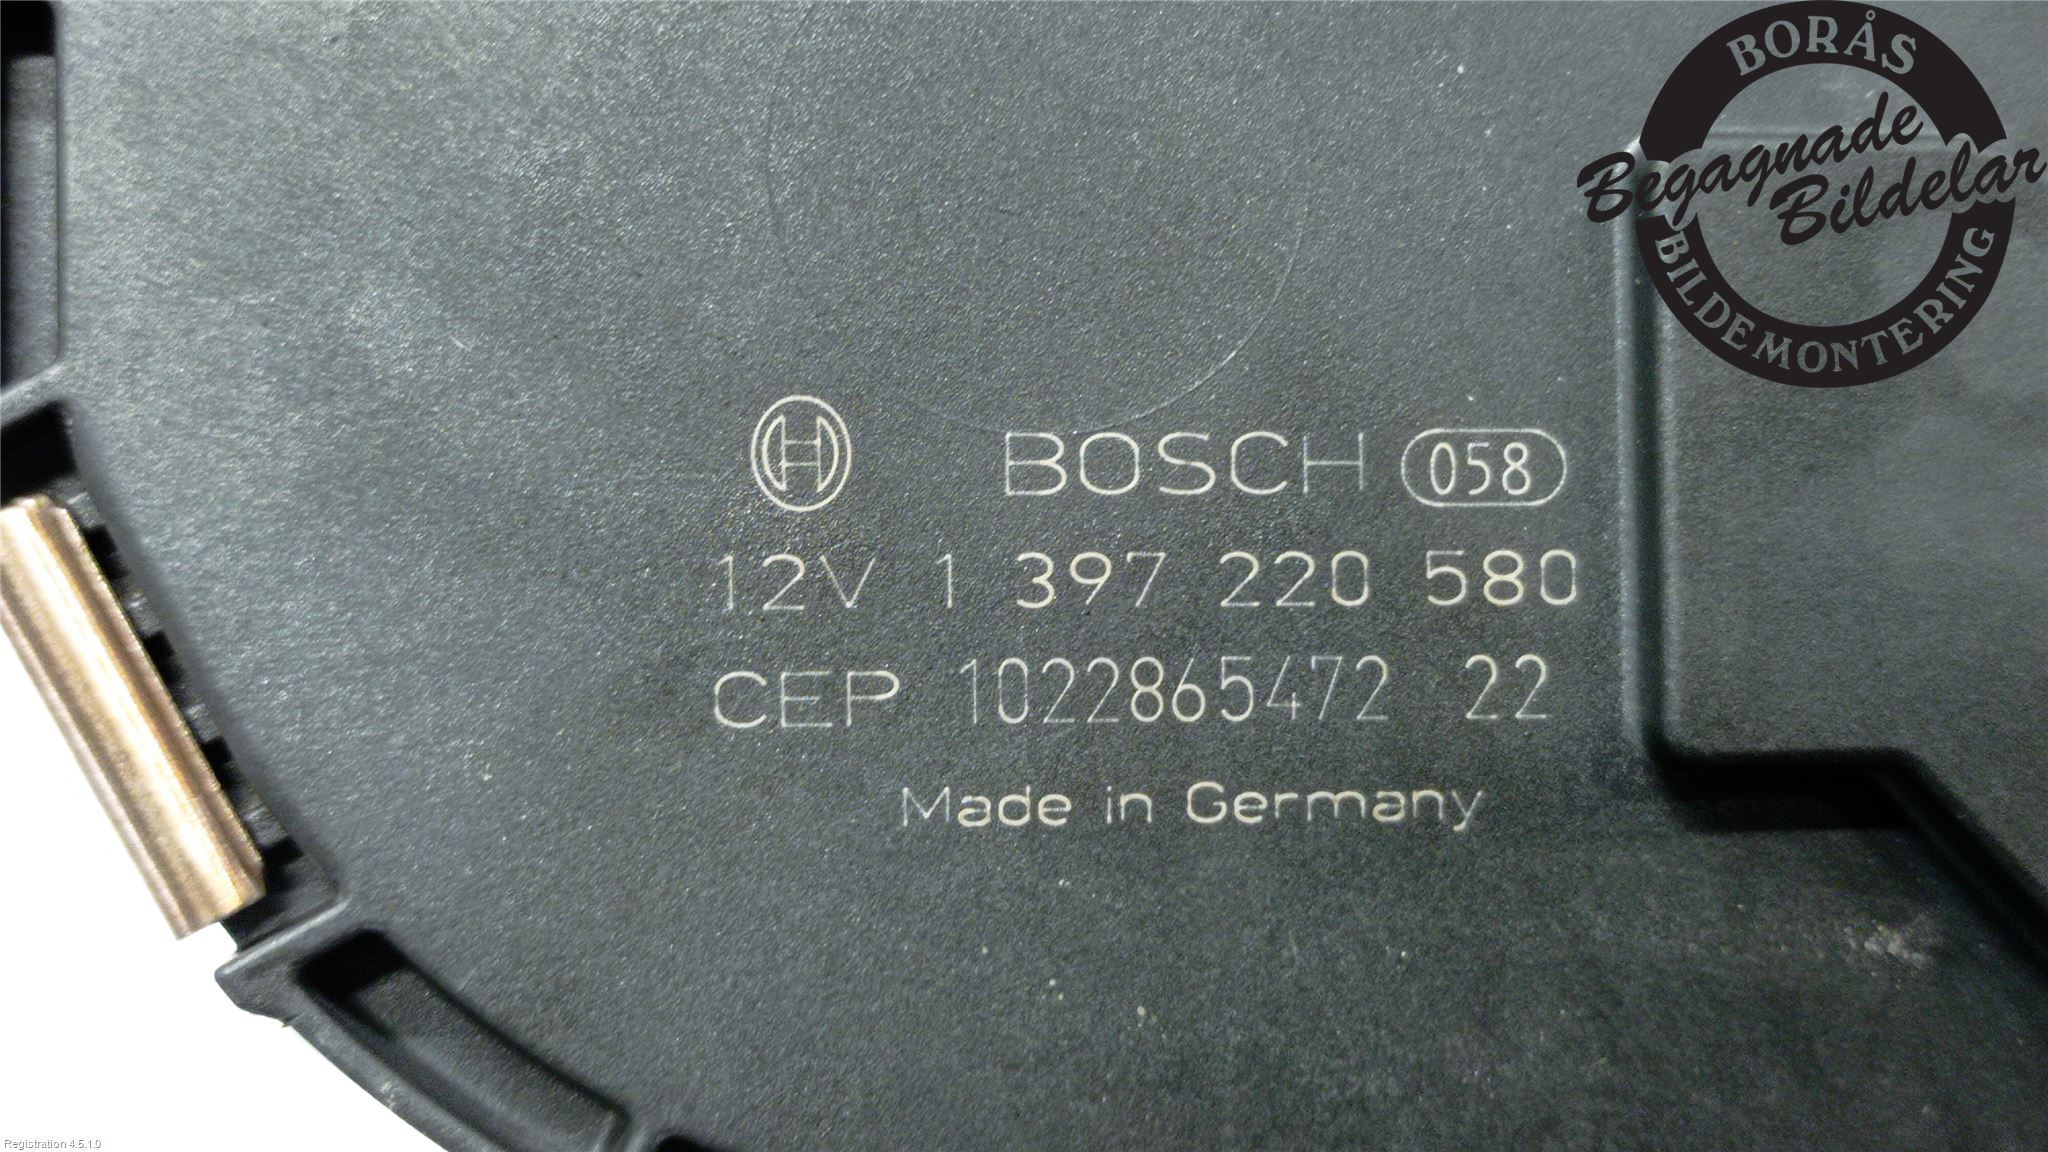 BORÅS
Begagnade
Bildelar
BILDEMONTERING
BOSCH 058
12V 1 397 220 580
CEP 1022865472 22
Made in Germany
Registration 4.5.1.0